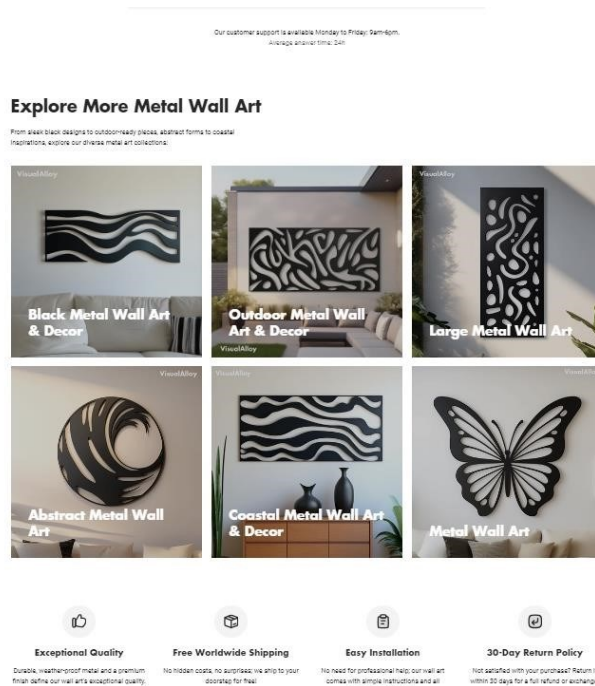 Our customer support is available Monday to Friday: 9am-6pm.
Average answer time: 24h
Explore More Metal Wall Art
From sleek black designs to outdoor-ready pieces, abstract forms to coastal
inspirations, explore our diverse metal art collections:
VisualAlloy
Black Metal Wall Art
& Decor
Outdoor Metal Wall
Art & Decor
VisualAlloy
VisualAlloy
Large Metal Wall Art
VisualAlloy
Abstract Metal Wall
Art
VisualAlloy
Coastal Metal Wall Art
& Decor
VisualAlloy
Metal Wall Art
Exceptional Quality
Durable, weather-proof metal and a premium
finish define our wall art's exceptional quality.
Free Worldwide Shipping
No hidden costs, no surprises; we ship to your
doorstep for free!
Easy Installation
No need for professional help; our wall art
comes with simple instructions and all
30-Day Return Policy
Not satisfied with your purchase? Return
within 30 days for a full refund or